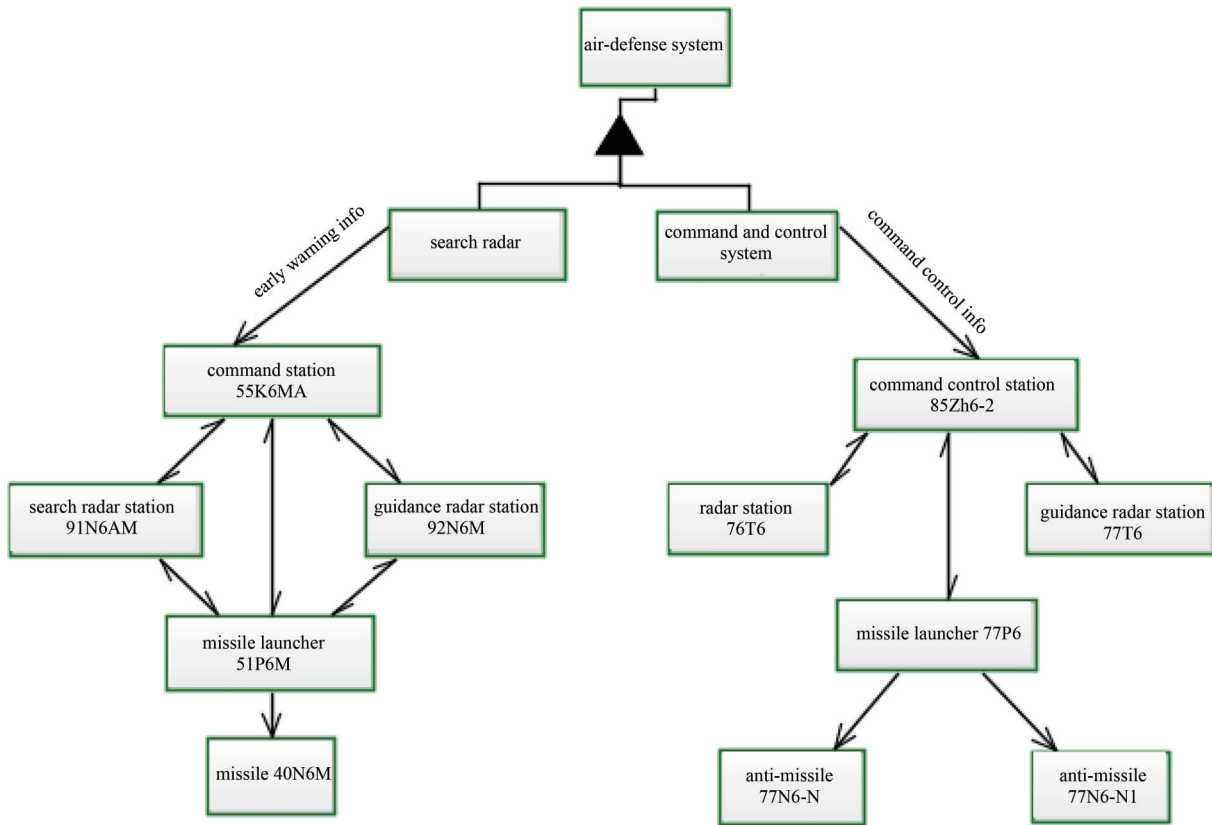 air-defense system
search radar
command and control
system
early warning info
command control info
command station
55K6MA
command control station
85Zh6-2
search radar station
91N6AM
guidance radar station
92N6M
radar station
76T6
guidance radar station
77T6
missile launcher
51P6M
missile launcher 77P6
missile 40N6M
anti-missile
77N6-N
anti-missile
77N6-N1